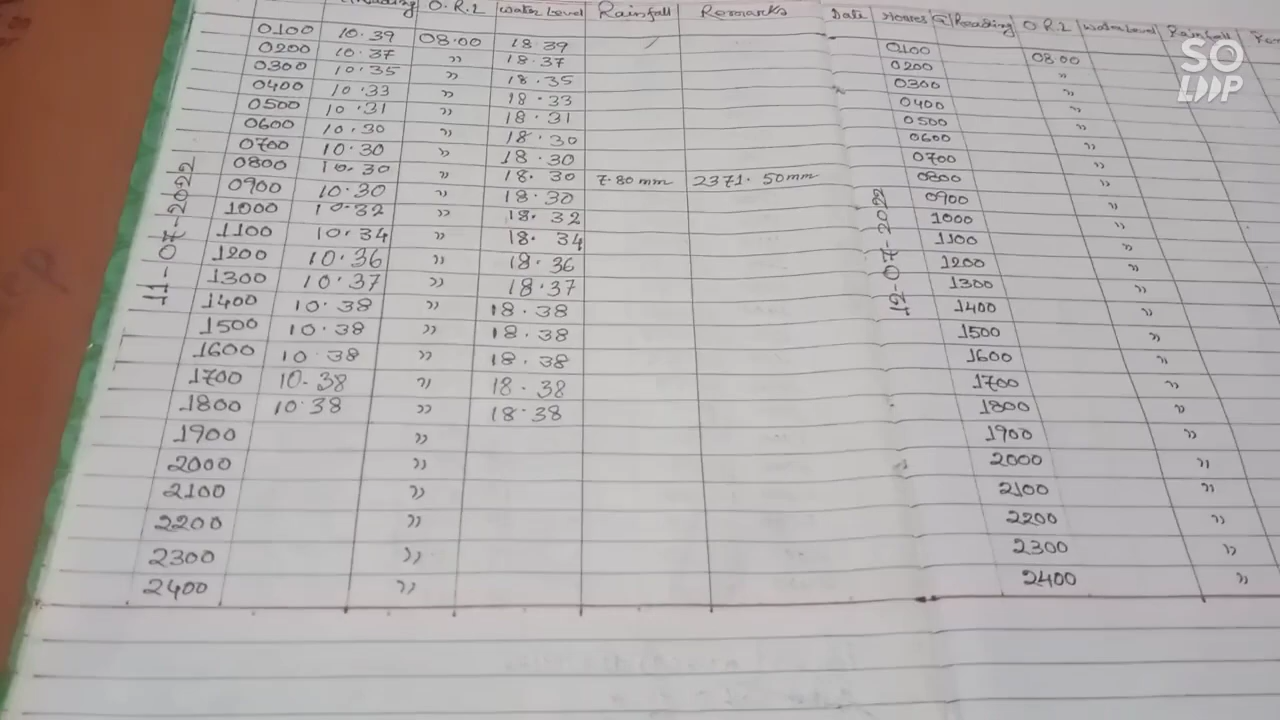 G/Reading O.R.L Water Level Rainfall Remarks
0100 10.39 08.00 18.39
0200 10.37 " 18.37
0300 10.35 " 18.35
0400 10.33 " 18.33
0500 10.31 " 18.31
0600 10.30 " 18.30
0700 10.30 " 18.30
0800 10.30 " 18.30 7.80 mm 2371.50mm
0900 10.30 " 18.30
1000 10.32 " 18.32
1100 10.34 " 18.34
1200 10.36 " 18.36
1300 10.37 " 18.37
1400 10.38 " 18.38
1500 10.38 " 18.38
1600 10.38 " 18.38
1700 10.38 " 18.38
1800 10.38 " 18.38
1900 "
2000 "
2100 "
2200 "
2300 "
2400 "
11-07-2022
Date Houres G/Reading O.R.L Water Level Rainfall
0100 08.00
0200 "
0300 "
0400 "
0500 "
0600 "
0700 "
0800 "
0900 "
1000 "
1100 "
1200 "
1300 "
1400 "
1500 "
1600 "
1700 "
1800 "
1900 "
2000 "
2100 "
2200 "
2300 "
2400 "
12-07-2022
SO
LP